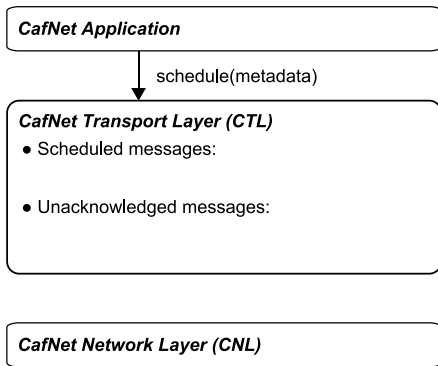 CafNet Application
schedule(metadata)
CafNet Transport Layer (CTL)
● Scheduled messages:
● Unacknowledged messages:
CafNet Network Layer (CNL)